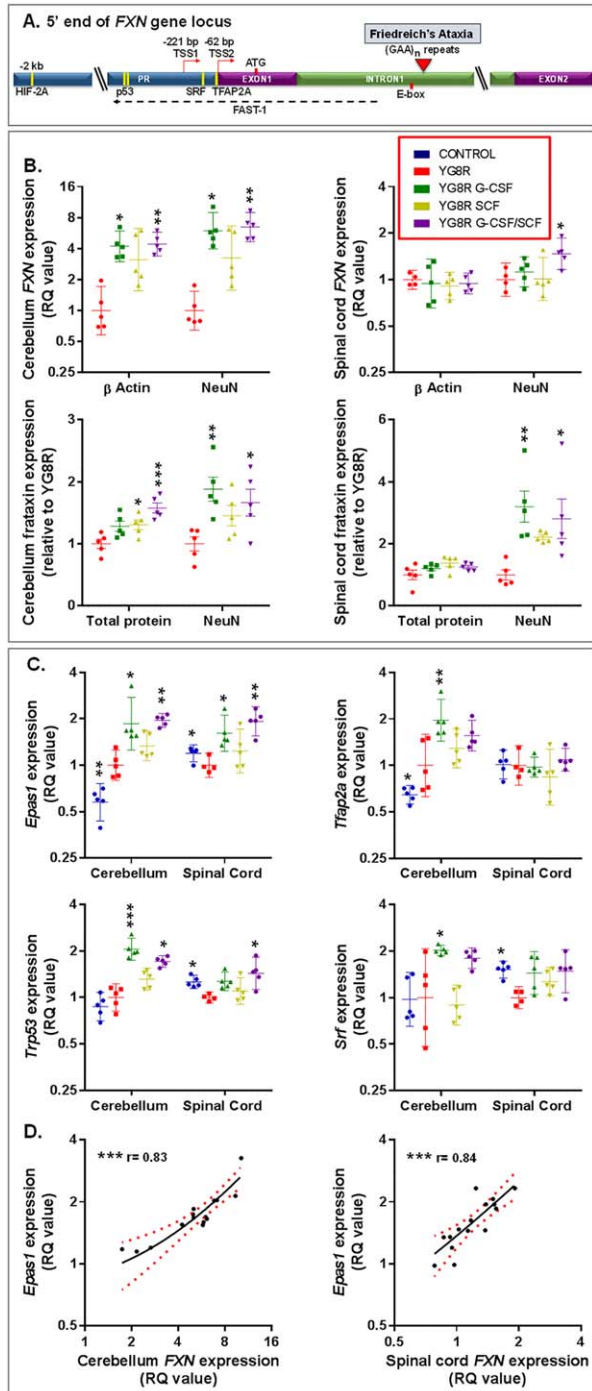 A. 5' end of FXN gene locus
Friedreich's Ataxia
(GAA)n repeats
-221 bp
TSS1
-62 bp
TSS2
-2 kb
ATG
PR
EXON1
INTRON1
EXON2
HIF-2A
p53
SRF
TFAP2A
E-box
FAST-1
B.
CONTROL
YG8R
YG8R G-CSF
YG8R SCF
YG8R G-CSF/SCF
Cerebellum FXN expression
(RQ value)
16
8
4
2
1
0.5
0.25
* ** * **
β Actin NeuN
Spinal cord FXN expression
(RQ value)
4
2
1
0.5
0.25
*
β Actin NeuN
Cerebellum frataxin expression
(relative to YG8R)
3
2
1
0
* *** ** *
Total protein NeuN
Spinal cord frataxin expression
(relative to YG8R)
6
4
2
0
** *
Total protein NeuN
C.
Epas1 expression
(RQ value)
4
2
1
0.5
0.25
** * ** * * **
Cerebellum Spinal Cord
Tfap2a expression
(RQ value)
4
2
1
0.5
0.25
* **
Cerebellum Spinal Cord
Trp53 expression
(RQ value)
4
2
1
0.5
0.25
*** * * *
Cerebellum Spinal Cord
Srf expression
(RQ value)
4
2
1
0.5
0.25
* *
Cerebellum Spinal Cord
D.
*** r= 0.83
Epas1 expression
(RQ value)
4
2
1
0.5
1 2 4 8 16
Cerebellum FXN expression
(RQ value)
*** r= 0.84
Epas1 expression
(RQ value)
4
2
1
0.5
0.5 1 2 4
Spinal cord FXN expression
(RQ value)